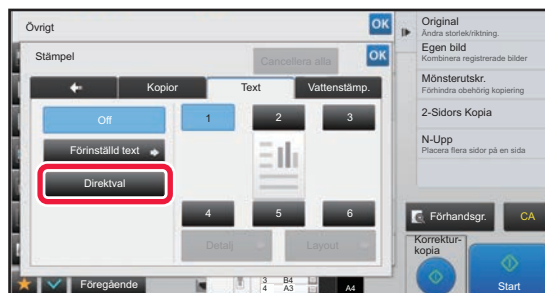 Övrigt
OK
Stämpel
Cancellera alla
OK
Kopior
Text
Vattenstämp.
Off
Förinställd text
Direktval
1
2
3
4
5
6
Detalj
Layout
Föregående
3 B4
4 A3
A4
Original
Ändra storlek/riktning.
Egen bild
Kombinera registrerade bilder
Mönsterutskr.
Förhindra obehörig kopiering
2-Sidors Kopia
N-Upp
Placera flera sidor på en sida
Förhandsgr.
CA
Korrektur-
kopia
Start